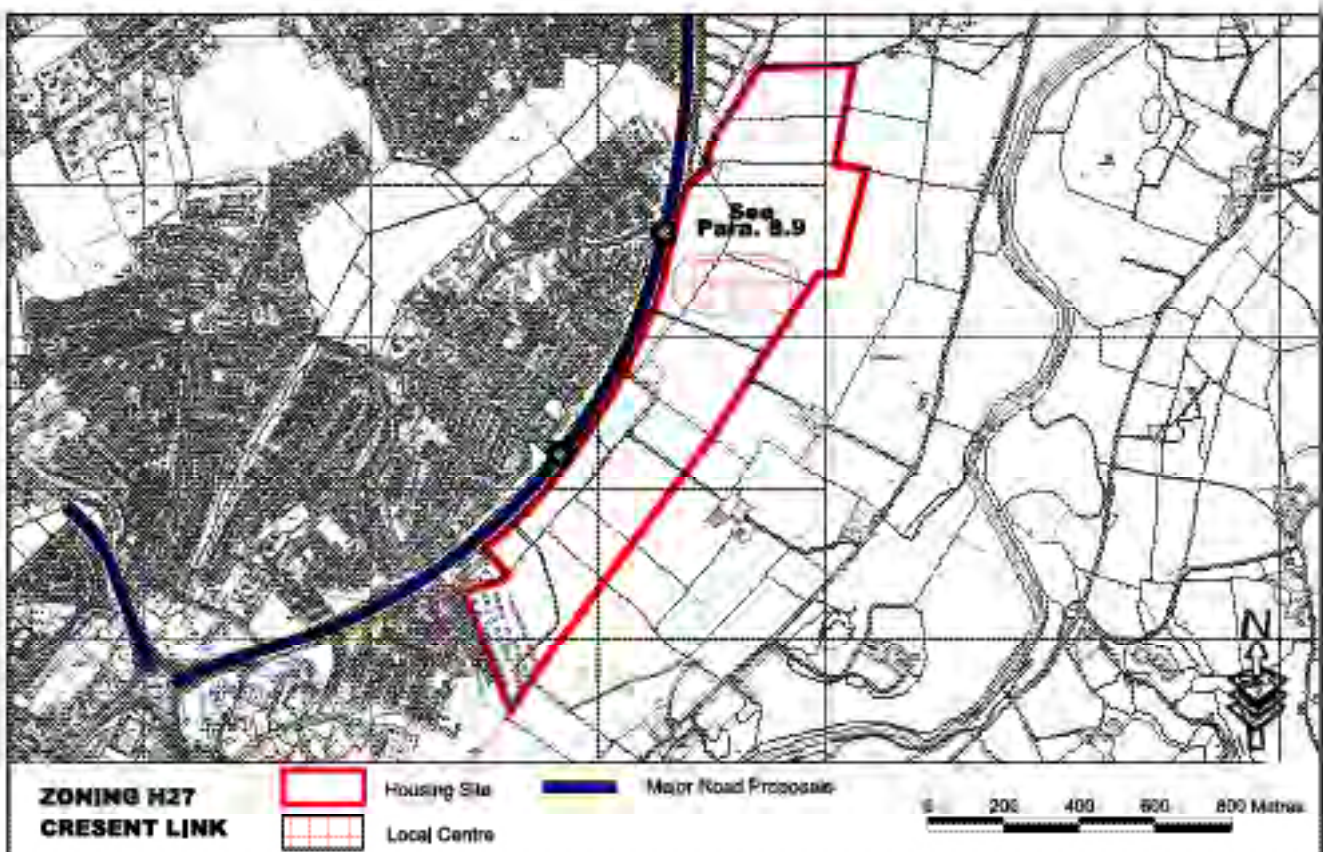 See
Para. 8.9
N
ZONING H27
CRESENT LINK
Housing Site
Local Centre
Major Road Proposals
0 200 400 600 800 Metres